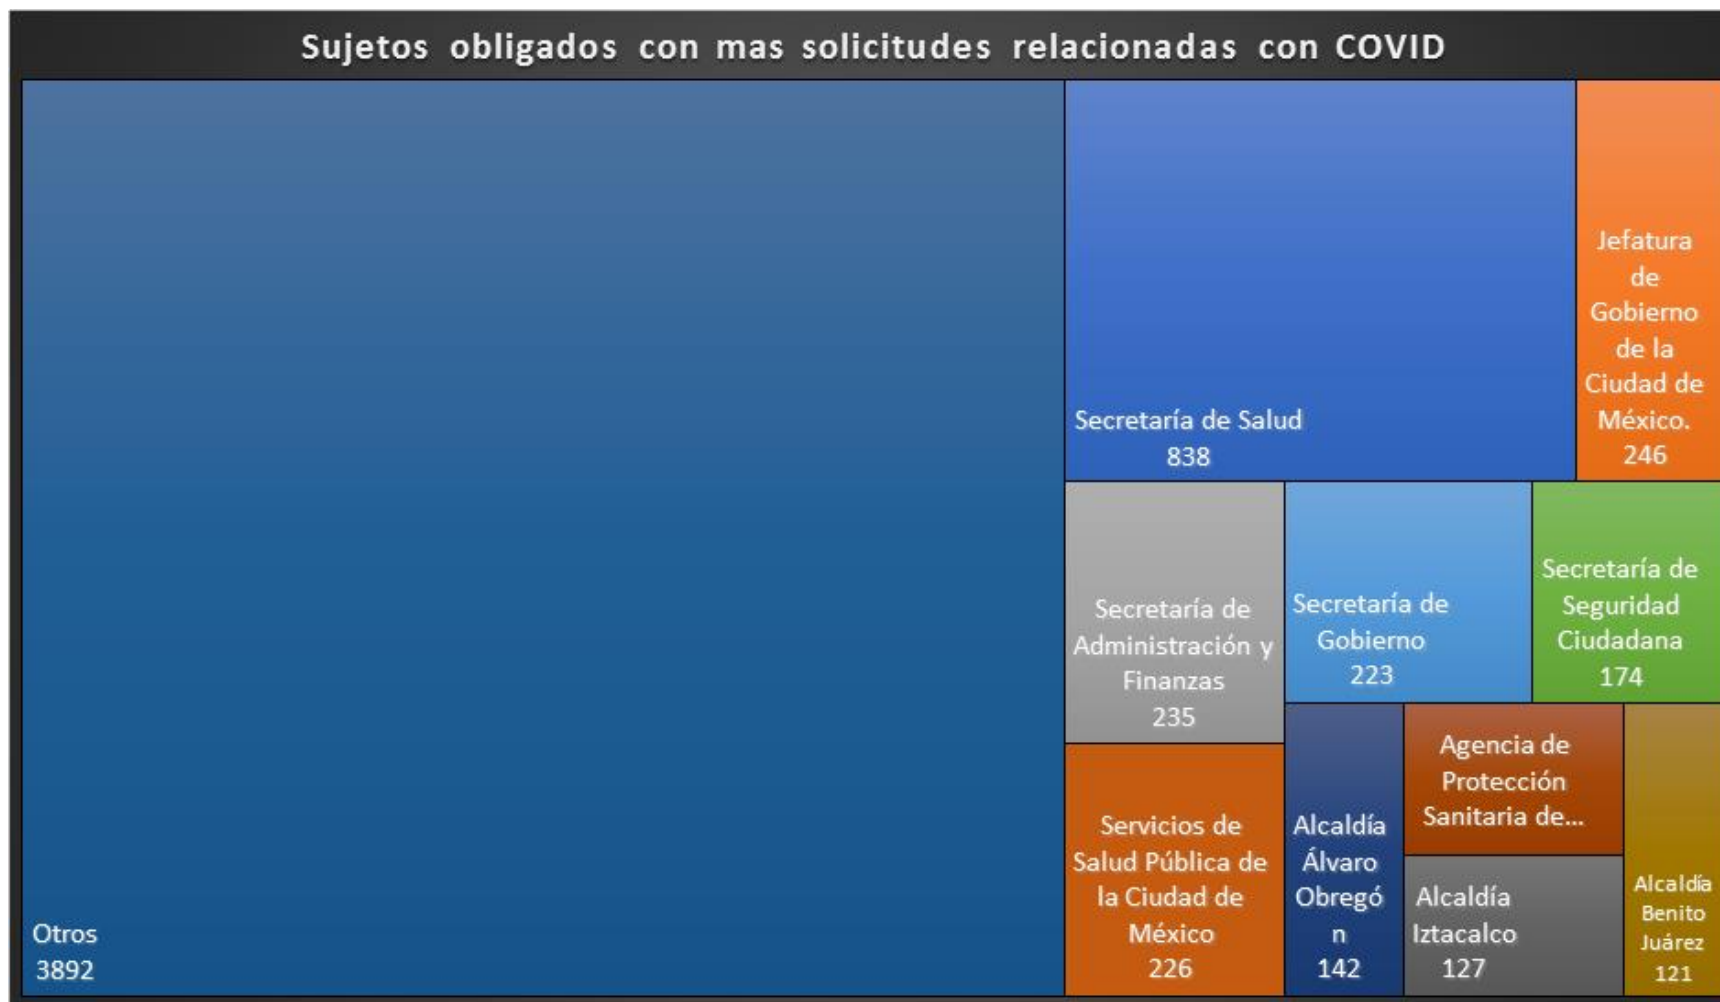 Sujetos obligados con mas solicitudes relacionadas con COVID
Otros
3892
Secretaría de Salud
838
Jefatura
de
Gobierno
de la
Ciudad de
México.
246
Secretaría de
Administración y
Finanzas
235
Secretaría de
Gobierno
223
Secretaría de
Seguridad
Ciudadana
174
Servicios de
Salud Pública de
la Ciudad de
México
226
Alcaldía
Álvaro
Obregó
n
142
Agencia de
Protección
Sanitaria de...
Alcaldía
Iztacalco
127
Alcaldía
Benito
Juárez
121